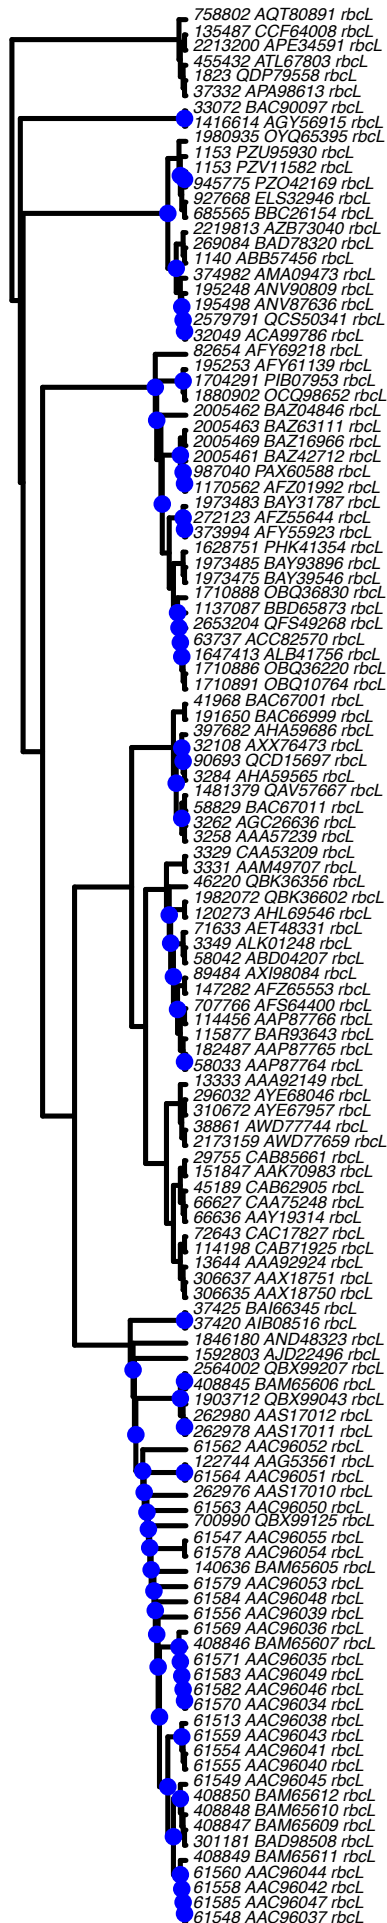 758802 AQT80891 rbcL
135487 CCF64008 rbcL
2213200 APE34591 rbcL
455432 ATL67803 rbcL
1823 QDP79558 rbcL
37332 APA98613 rbcL
33072 BAC90097 rbcL
1416614 AGY56915 rbcL
1980935 OYQ65395 rbcL
1153 PZU95930 rbcL
1153 PZV11582 rbcL
945775 PZO42169 rbcL
927668 ELS32946 rbcL
685565 BBC26154 rbcL
2219813 AZB73040 rbcL
269084 BAD78320 rbcL
1140 ABB57456 rbcL
374982 AMA09473 rbcL
195248 ANV90809 rbcL
195498 ANV87636 rbcL
2579791 QCS50341 rbcL
32049 ACA99786 rbcL
82654 AFY69218 rbcL
195253 AFY61139 rbcL
1704291 PIB07953 rbcL
1880902 OCQ98652 rbcL
2005462 BAZ04846 rbcL
2005463 BAZ63111 rbcL
2005469 BAZ16966 rbcL
2005461 BAZ42712 rbcL
987040 PAX60588 rbcL
1170562 AFZ01992 rbcL
1973483 BAY31787 rbcL
272123 AFZ55644 rbcL
373994 AFY55923 rbcL
1628751 PHK41354 rbcL
1973485 BAY93896 rbcL
1973475 BAY39546 rbcL
1710888 OBQ36830 rbcL
1137087 BBD65873 rbcL
2653204 QFS49268 rbcL
63737 ACC82570 rbcL
1647413 ALB41756 rbcL
1710886 OBQ36220 rbcL
1710891 OBQ10764 rbcL
41968 BAC67001 rbcL
191650 BAC66999 rbcL
397682 AHA59686 rbcL
32108 AXX76473 rbcL
90693 QCD15697 rbcL
3284 AHA59565 rbcL
1481379 QAV57667 rbcL
58829 BAC67011 rbcL
3262 AGC26636 rbcL
3258 AAA57239 rbcL
3329 CAA53209 rbcL
3331 AAM49707 rbcL
46220 QBK36356 rbcL
1982072 QBK36602 rbcL
120273 AHL69546 rbcL
71633 AET48331 rbcL
3349 ALK01248 rbcL
58042 ABD04207 rbcL
89484 AXI98084 rbcL
147282 AFZ65553 rbcL
707766 AFS64400 rbcL
114456 AAP87766 rbcL
115877 BAR93643 rbcL
182487 AAP87765 rbcL
58033 AAP87764 rbcL
13333 AAA92149 rbcL
296032 AYE68046 rbcL
310672 AYE67957 rbcL
38861 AWD77744 rbcL
2173159 AWD77659 rbcL
29755 CAB85661 rbcL
151847 AAK70983 rbcL
45189 CAB62905 rbcL
66627 CAA75248 rbcL
66636 AAY19314 rbcL
72643 CAC17827 rbcL
114198 CAB71925 rbcL
13644 AAA92924 rbcL
306637 AAX18751 rbcL
306635 AAX18750 rbcL
37425 BAI66345 rbcL
37420 AIB08516 rbcL
1846180 AND48323 rbcL
1592803 AJD22496 rbcL
2564002 QBX99207 rbcL
408845 BAM65606 rbcL
1903712 QBX99043 rbcL
262980 AAS17012 rbcL
262978 AAS17011 rbcL
61562 AAC96052 rbcL
122744 AAG53561 rbcL
61564 AAC96051 rbcL
262976 AAS17010 rbcL
61563 AAC96050 rbcL
700990 QBX99125 rbcL
61547 AAC96055 rbcL
61578 AAC96054 rbcL
140636 BAM65605 rbcL
61579 AAC96053 rbcL
61584 AAC96048 rbcL
61556 AAC96039 rbcL
61569 AAC96036 rbcL
408846 BAM65607 rbcL
61571 AAC96035 rbcL
61583 AAC96049 rbcL
61582 AAC96046 rbcL
61570 AAC96034 rbcL
61513 AAC96038 rbcL
61559 AAC96043 rbcL
61554 AAC96041 rbcL
61555 AAC96040 rbcL
61549 AAC96045 rbcL
408850 BAM65612 rbcL
408848 BAM65610 rbcL
408847 BAM65609 rbcL
301181 BAD98508 rbcL
408849 BAM65611 rbcL
61560 AAC96044 rbcL
61558 AAC96042 rbcL
61585 AAC96047 rbcL
61548 AAC96037 rbcL